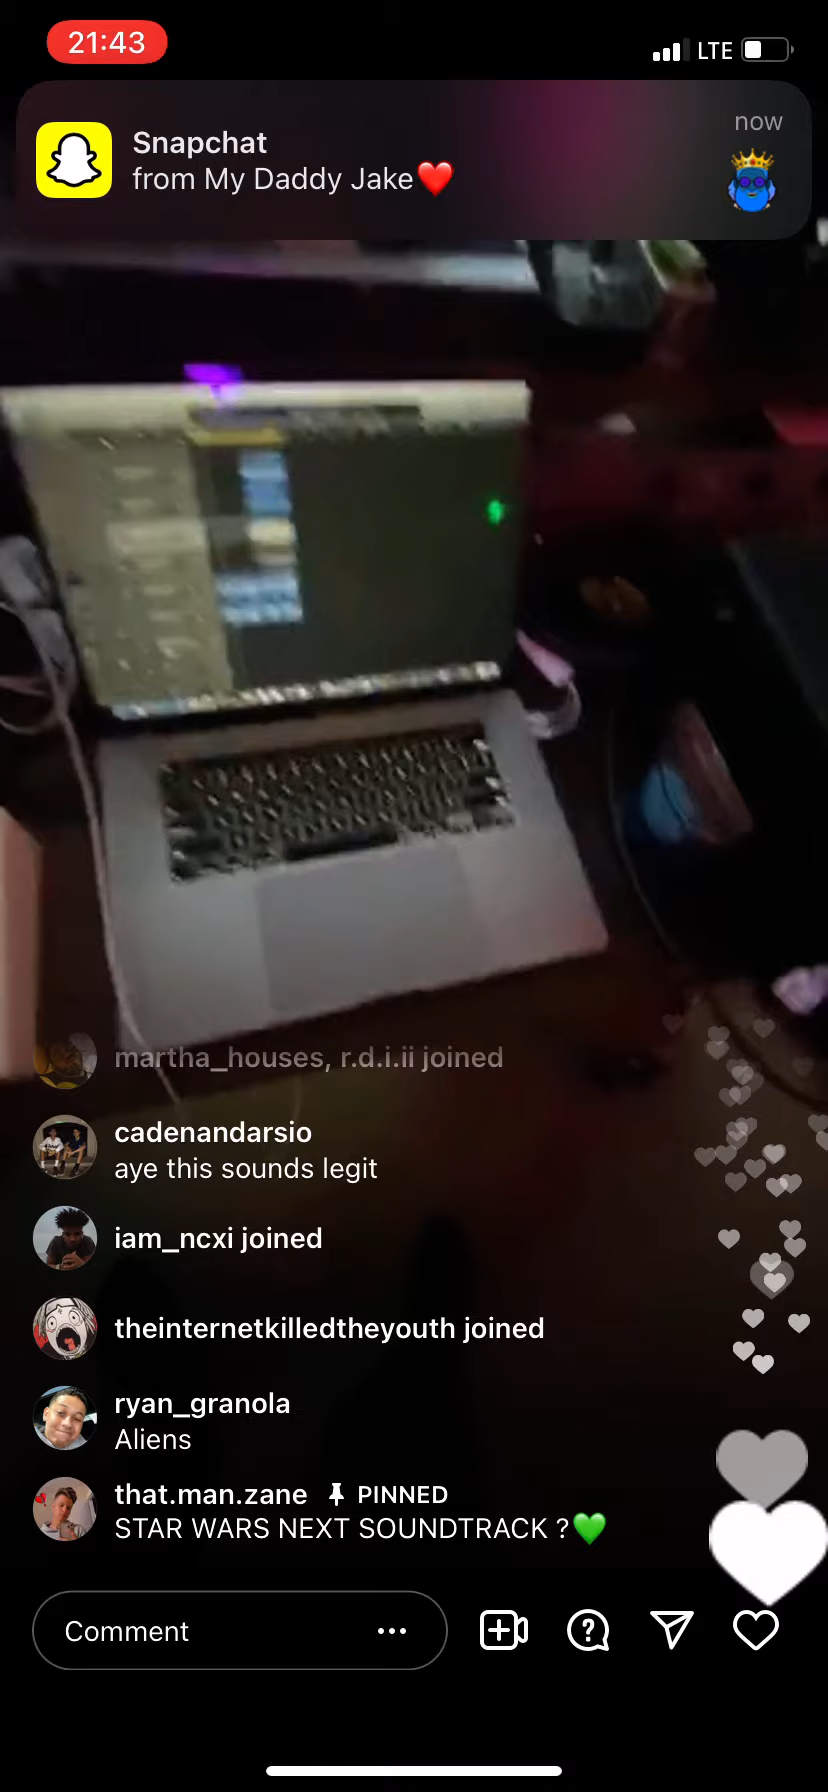 21:43
LTE
Snapchat
now
from My Daddy Jake❤️
martha_houses, r.d.i.ii joined
cadenandarsio
aye this sounds legit
iam_ncxi joined
theinternetkilledtheyouth joined
ryan_granola
Aliens
that.man.zane PINNED
STAR WARS NEXT SOUNDTRACK ?💚
Comment